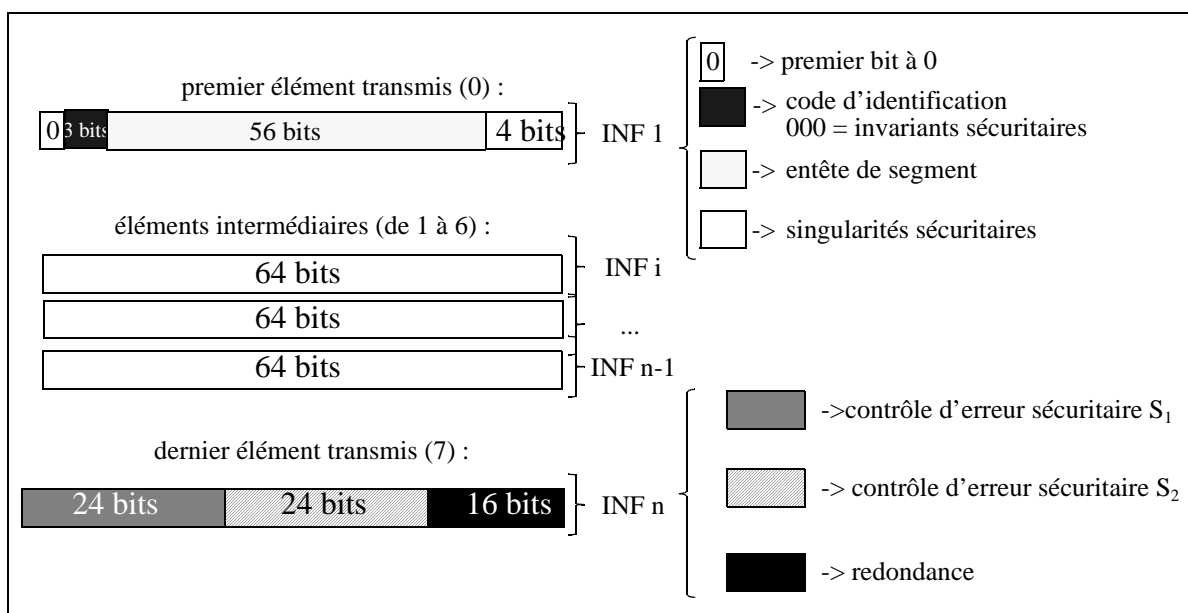 premier élément transmis (0) :
0 3 bits 56 bits 4 bits
INF 1
0 -> premier bit à 0
-> code d’identification
000 = invariants sécuritaires
-> entête de segment
-> singularités sécuritaires
éléments intermédiaires (de 1 à 6) :
64 bits
INF i
64 bits
...
64 bits
INF n-1
dernier élément transmis (7) :
24 bits 24 bits 16 bits
INF n
->contrôle d’erreur sécuritaire S1
-> contrôle d’erreur sécuritaire S2
-> redondance